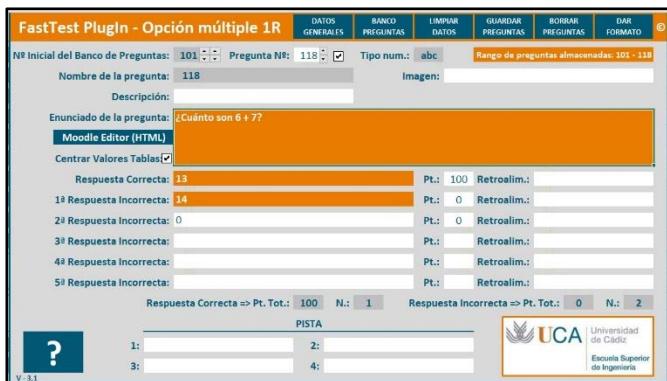 FastTest PlugIn - Opción múltiple 1R
DATOS GENERALES
BANCO PREGUNTAS
LIMPIAR DATOS
GUARDAR PREGUNTAS
BORRAR PREGUNTAS
DAR FORMATO
©
Nº Inicial del Banco de Preguntas: 101 Pregunta Nº: 118 Tipo num.: abc Rango de preguntas almacenadas: 101 - 118
Nombre de la pregunta: 118 Imagen:
Descripción:
Enunciado de la pregunta: ¿Cuánto son 6 + 7?
Moodle Editor (HTML)
Centrar Valores Tablas:
Respuesta Correcta: 13 Pt.: 100 Retroalim.:
1ª Respuesta Incorrecta: 14 Pt.: 0 Retroalim.:
2ª Respuesta Incorrecta: 0 Pt.: 0 Retroalim.:
3ª Respuesta Incorrecta: Pt.: Retroalim.:
4ª Respuesta Incorrecta: Pt.: Retroalim.:
5ª Respuesta Incorrecta: Pt.: Retroalim.:
Respuesta Correcta => Pt. Tot.: 100 N.: 1 Respuesta Incorrecta => Pt. Tot.: 0 N.: 2
PISTA
1: 2:
3: 4:
?
V - 3.1
UCA
Universidad
de Cádiz
Escuela Superior
de Ingeniería